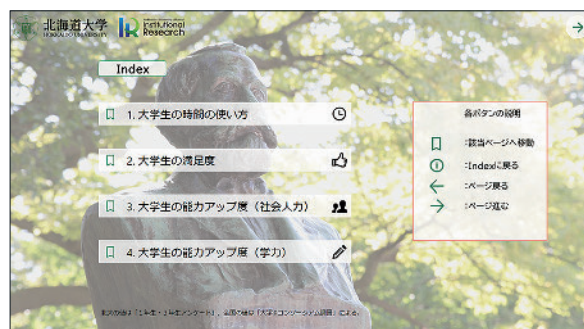 北海道大学
HOKKAIDO UNIVERSITY
Institutional
Research
Index
1. 大学生の時間の使い方
2. 大学生の満足度
3. 大学生の能力アップ度（社会人力）
4. 大学生の能力アップ度（学力）
各ボタンの説明
:該当ページへ移動
:Indexに戻る
:ページ戻る
:ページ進む